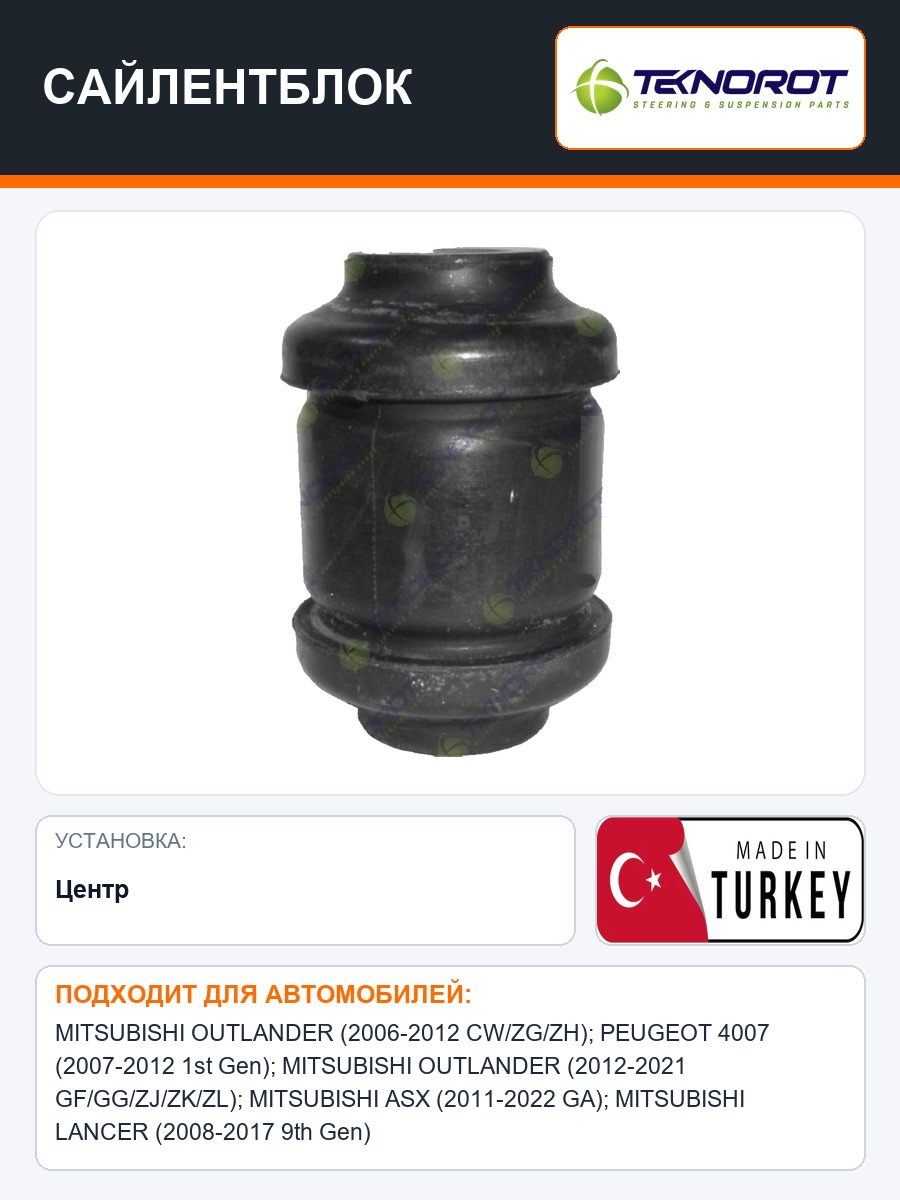 САЙЛЕНТБЛОК
TEKNOROT
STEERING & SUSPENSION PARTS
УСТАНОВКА:
Центр
MADE IN
TURKEY
ПОДХОДИТ ДЛЯ АВТОМОБИЛЕЙ:
MITSUBISHI OUTLANDER (2006-2012 CW/ZG/ZH); PEUGEOT 4007
(2007-2012 1st Gen); MITSUBISHI OUTLANDER (2012-2021
GF/GG/ZJ/ZK/ZL); MITSUBISHI ASX (2011-2022 GA); MITSUBISHI
LANCER (2008-2017 9th Gen)